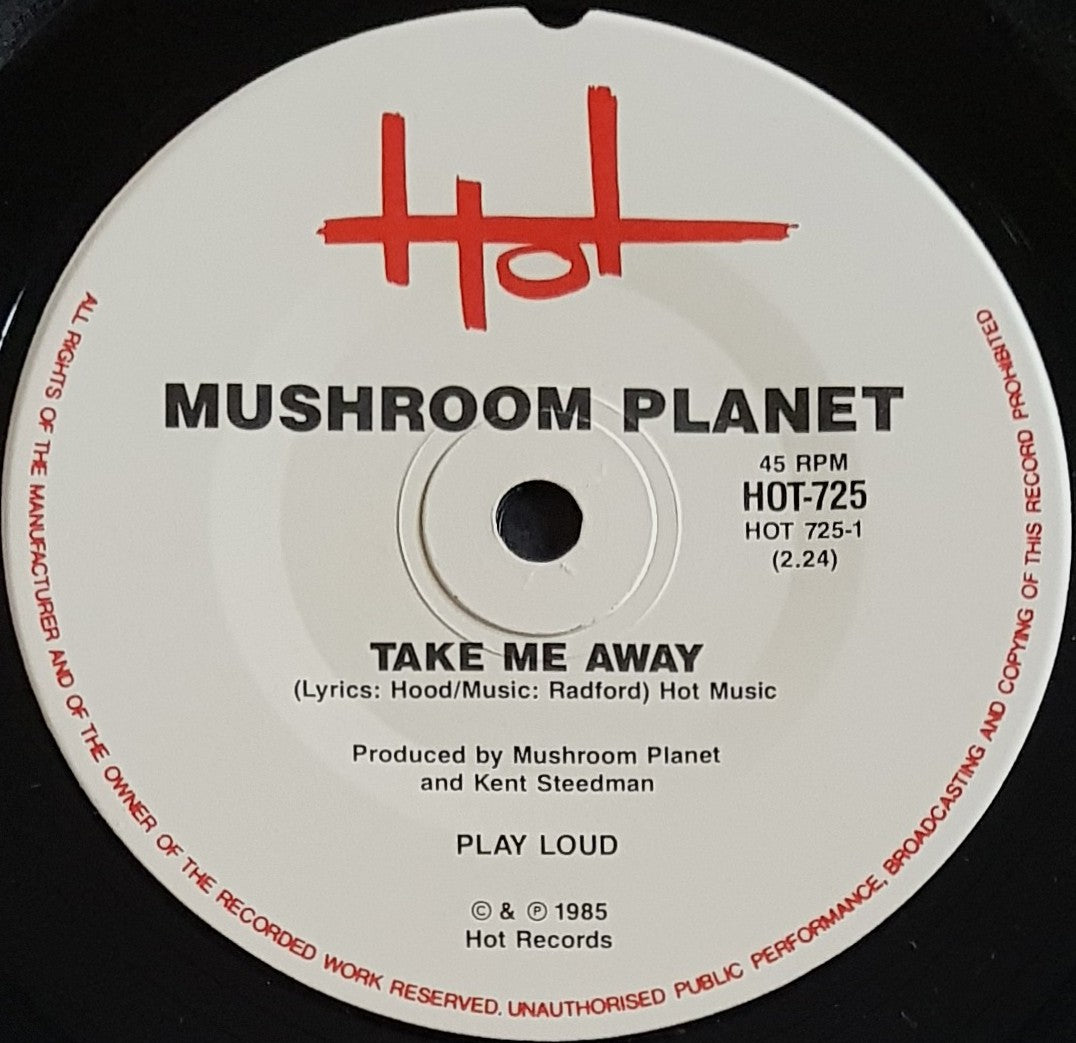 Hot
MUSHROOM PLANET
45 RPM
HOT-725
HOT 725-1
(2.24)
TAKE ME AWAY
(Lyrics: Hood/Music: Radford) Hot Music
Produced by Mushroom Planet
and Kent Steedman
PLAY LOUD
© & ℗ 1985
Hot Records
ALL RIGHTS OF THE MANUFACTURER AND OF THE OWNER OF THE RECORDED WORK RESERVED. UNAUTHORISED PUBLIC PERFORMANCE, BROADCASTING AND COPYING OF THIS RECORD PROHIBITED